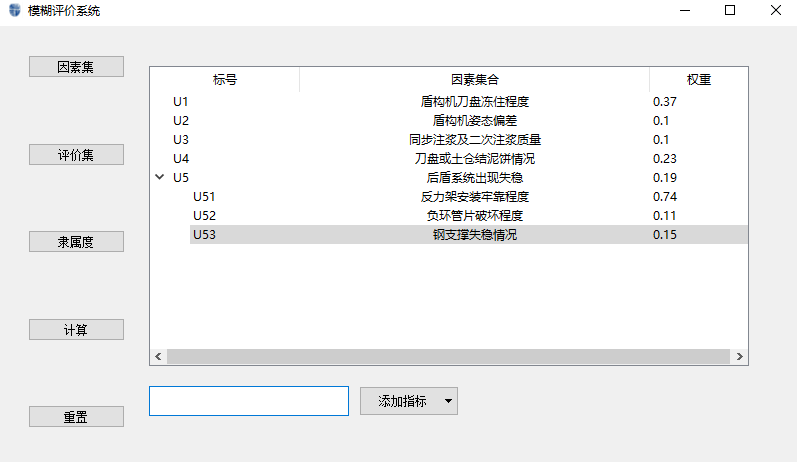 模糊评价系统
因素集
评价集
隶属度
计算
重置
标号 因素集合 权重
U1 盾构机刀盘冻住程度 0.37
U2 盾构机姿态偏差 0.1
U3 同步注浆及二次注浆质量 0.1
U4 刀盘或土仓结泥饼情况 0.23
U5 后盾系统出现失稳 0.19
U51 反力架安装牢靠程度 0.74
U52 负环管片破坏程度 0.11
U53 钢支撑失稳情况 0.15
添加指标